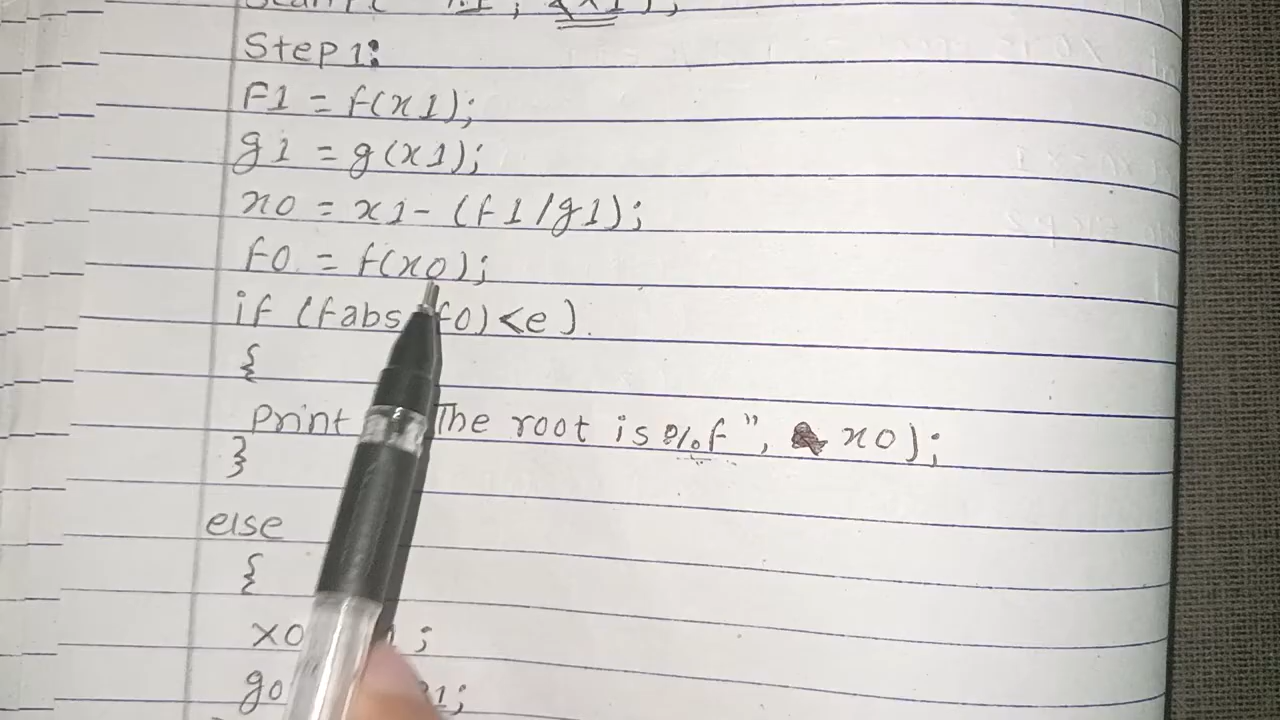 Step 1:
F1 = f(x1);
g1 = g(x1);
x0 = x1 - (f1/g1);
F0 = f(x0);
if (fabs f0) <e)
{
Print The root is %f ", x0);
}
else
{
x0 ;
go 1;